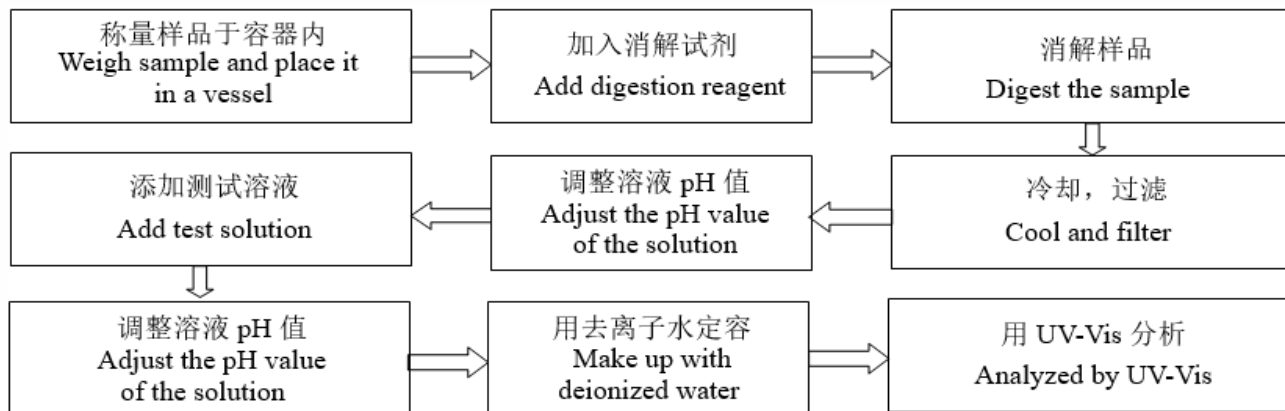 称量样品于容器内
Weigh sample and place it
in a vessel
加入消解试剂
Add digestion reagent
消解样品
Digest the sample
冷却，过滤
Cool and filter
调整溶液 pH 值
Adjust the pH value
of the solution
添加测试溶液
Add test solution
调整溶液 pH 值
Adjust the pH value
of the solution
用去离子水定容
Make up with
deionized water
用 UV-Vis 分析
Analyzed by UV-Vis